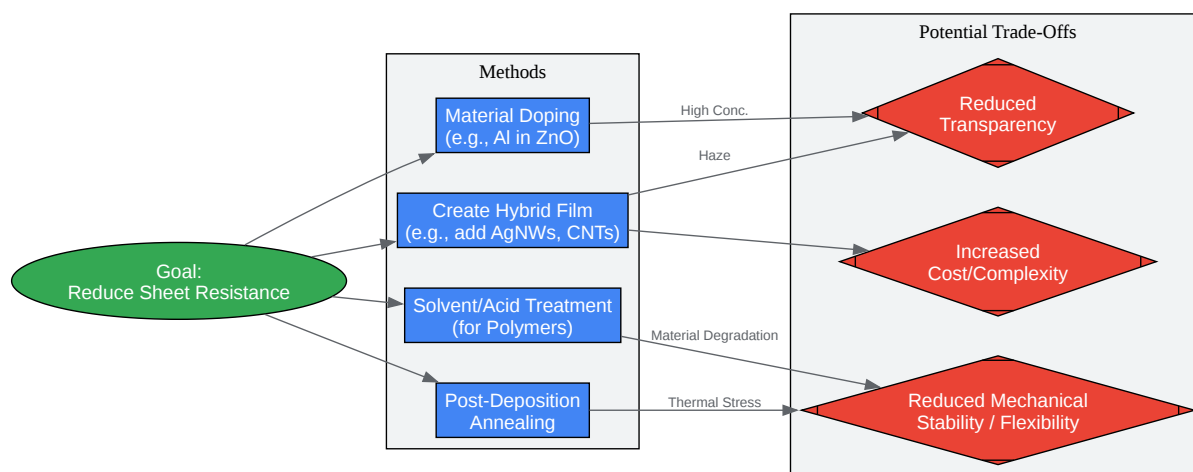 Potential Trade-Offs
Methods
Material Doping
(e.g., Al in ZnO)
High Conc.
Reduced
Transparency
Haze
Create Hybrid Film
(e.g., add AgNWs, CNTs)
Increased
Cost/Complexity
Goal:
Reduce Sheet Resistance
Solvent/Acid Treatment
(for Polymers)
Material Degradation
Post-Deposition
Annealing
Thermal Stress
Reduced Mechanical
Stability / Flexibility